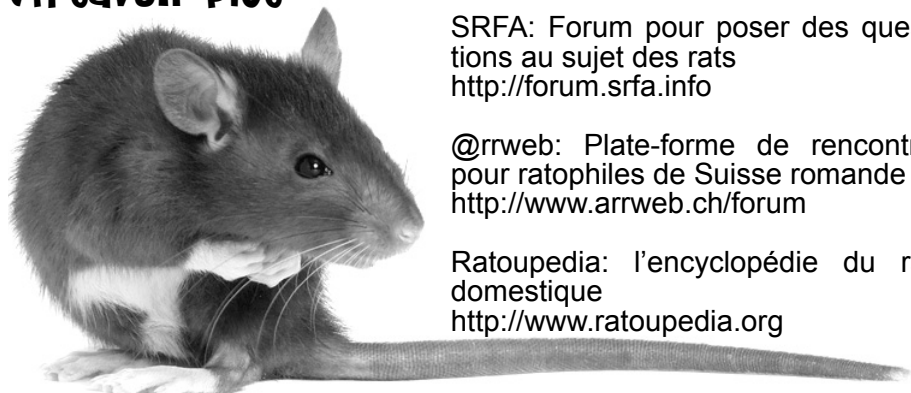 SRFA: Forum pour poser des que
tions au sujet des rats
http://forum.srfa.info
@rrweb: Plate-forme de rencontr
pour ratophiles de Suisse romande
http://www.arrweb.ch/forum
Ratoupedia: l’encyclopédie du r
domestique
http://www.ratoupedia.org